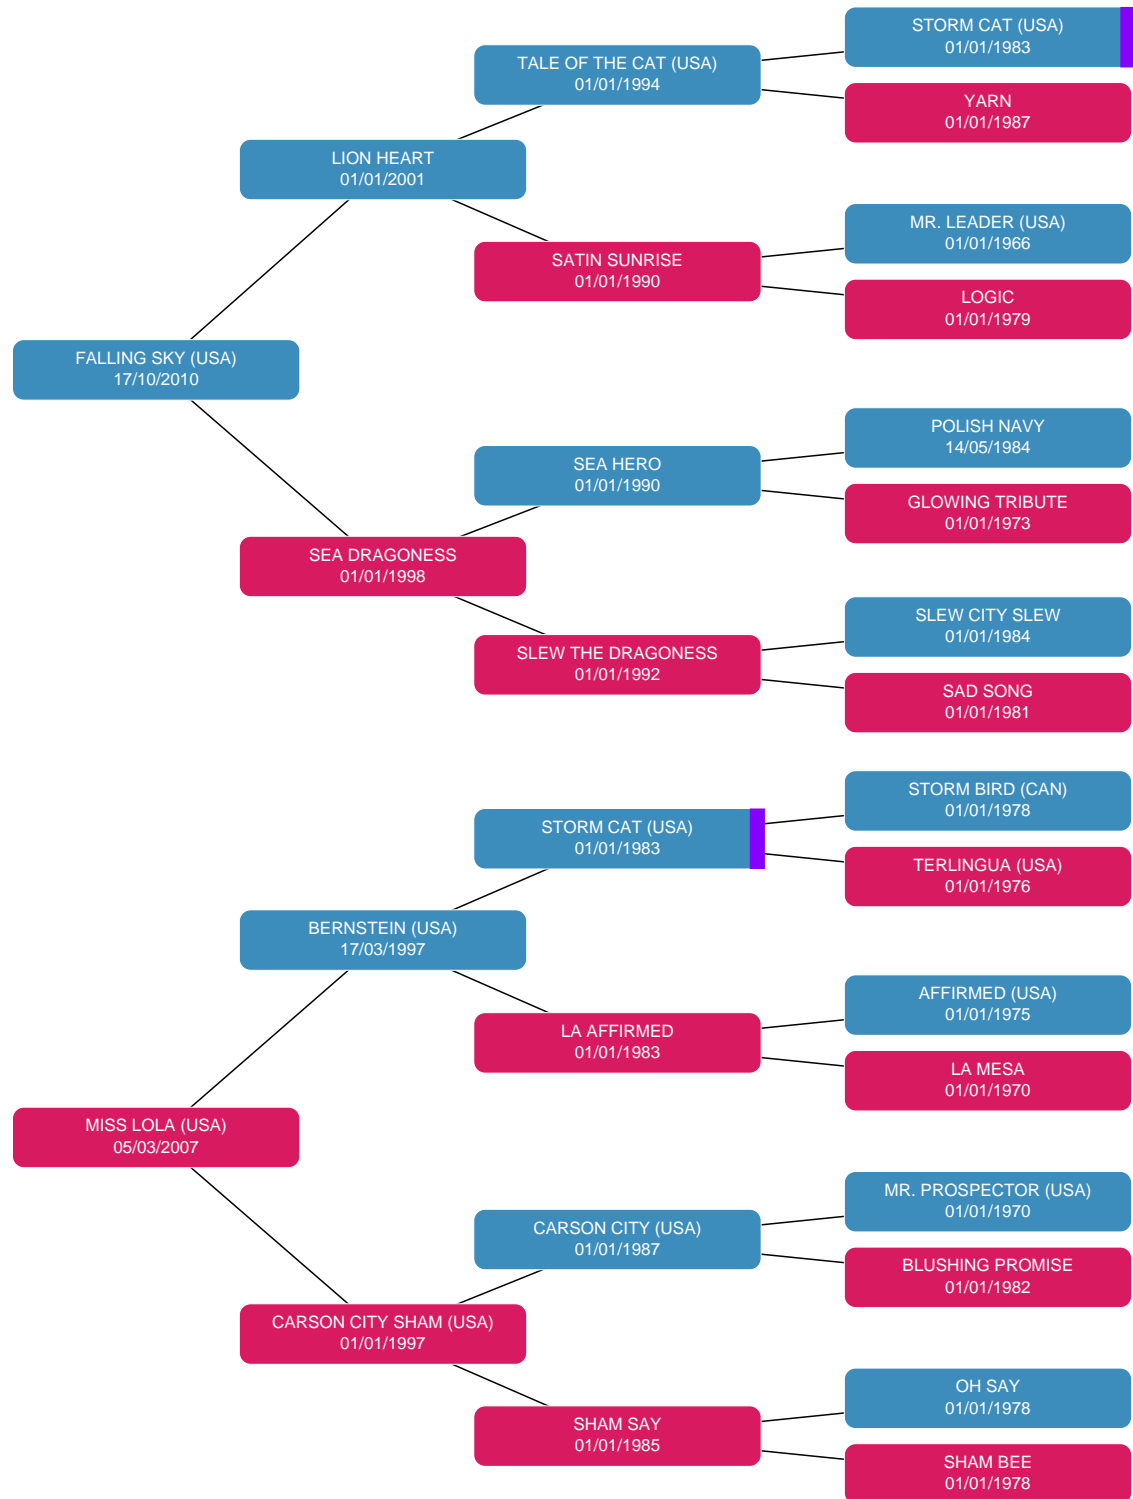 STORM CAT (USA)
01/01/1983
TALE OF THE CAT (USA)
01/01/1994
YARN
01/01/1987
LION HEART
01/01/2001
MR. LEADER (USA)
01/01/1966
SATIN SUNRISE
01/01/1990
LOGIC
01/01/1979
FALLING SKY (USA)
17/10/2010
POLISH NAVY
14/05/1984
SEA HERO
01/01/1990
GLOWING TRIBUTE
01/01/1973
SEA DRAGONESS
01/01/1998
SLEW CITY SLEW
01/01/1984
SLEW THE DRAGONESS
01/01/1992
SAD SONG
01/01/1981
STORM BIRD (CAN)
01/01/1978
STORM CAT (USA)
01/01/1983
TERLINGUA (USA)
01/01/1976
BERNSTEIN (USA)
17/03/1997
AFFIRMED (USA)
01/01/1975
LA AFFIRMED
01/01/1983
LA MESA
01/01/1970
MISS LOLA (USA)
05/03/2007
MR. PROSPECTOR (USA)
01/01/1970
CARSON CITY (USA)
01/01/1987
BLUSHING PROMISE
01/01/1982
CARSON CITY SHAM (USA)
01/01/1997
OH SAY
01/01/1978
SHAM SAY
01/01/1985
SHAM BEE
01/01/1978